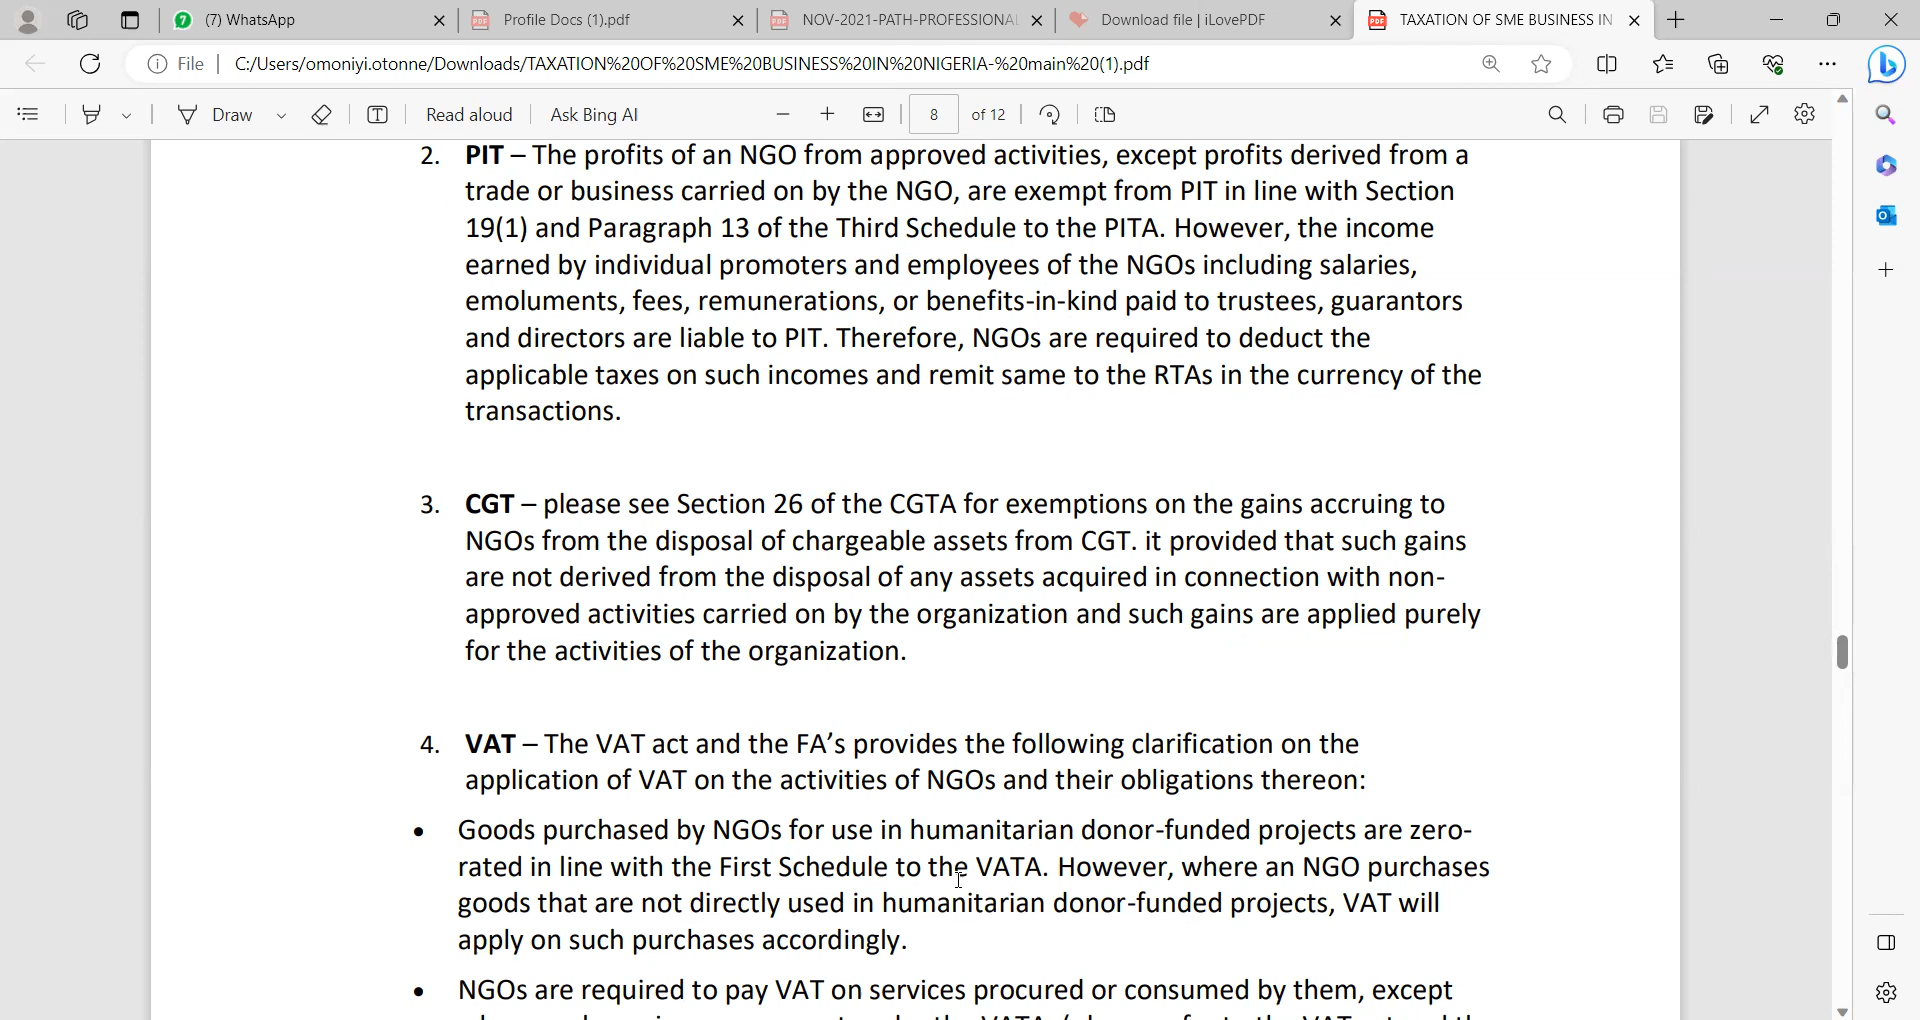 (7) WhatsApp
Profile Docs (1).pdf
NOV-2021-PATH-PROFESSIONAL
Download file | iLovePDF
TAXATION OF SME BUSINESS IN
File
C:/Users/omoniyi.otonne/Downloads/TAXATION%20OF%20SME%20BUSINESS%20IN%20NIGERIA-%20main%20(1).pdf
Draw
Read aloud
Ask Bing AI
8 of 12
2. PIT – The profits of an NGO from approved activities, except profits derived from a
trade or business carried on by the NGO, are exempt from PIT in line with Section
19(1) and Paragraph 13 of the Third Schedule to the PITA. However, the income
earned by individual promoters and employees of the NGOs including salaries,
emoluments, fees, remunerations, or benefits-in-kind paid to trustees, guarantors
and directors are liable to PIT. Therefore, NGOs are required to deduct the
applicable taxes on such incomes and remit same to the RTAs in the currency of the
transactions.
3. CGT – please see Section 26 of the CGTA for exemptions on the gains accruing to
NGOs from the disposal of chargeable assets from CGT. it provided that such gains
are not derived from the disposal of any assets acquired in connection with non-
approved activities carried on by the organization and such gains are applied purely
for the activities of the organization.
4. VAT – The VAT act and the FA's provides the following clarification on the
application of VAT on the activities of NGOs and their obligations thereon:
• Goods purchased by NGOs for use in humanitarian donor-funded projects are zero-
rated in line with the First Schedule to the VATA. However, where an NGO purchases
goods that are not directly used in humanitarian donor-funded projects, VAT will
apply on such purchases accordingly.
• NGOs are required to pay VAT on services procured or consumed by them, except